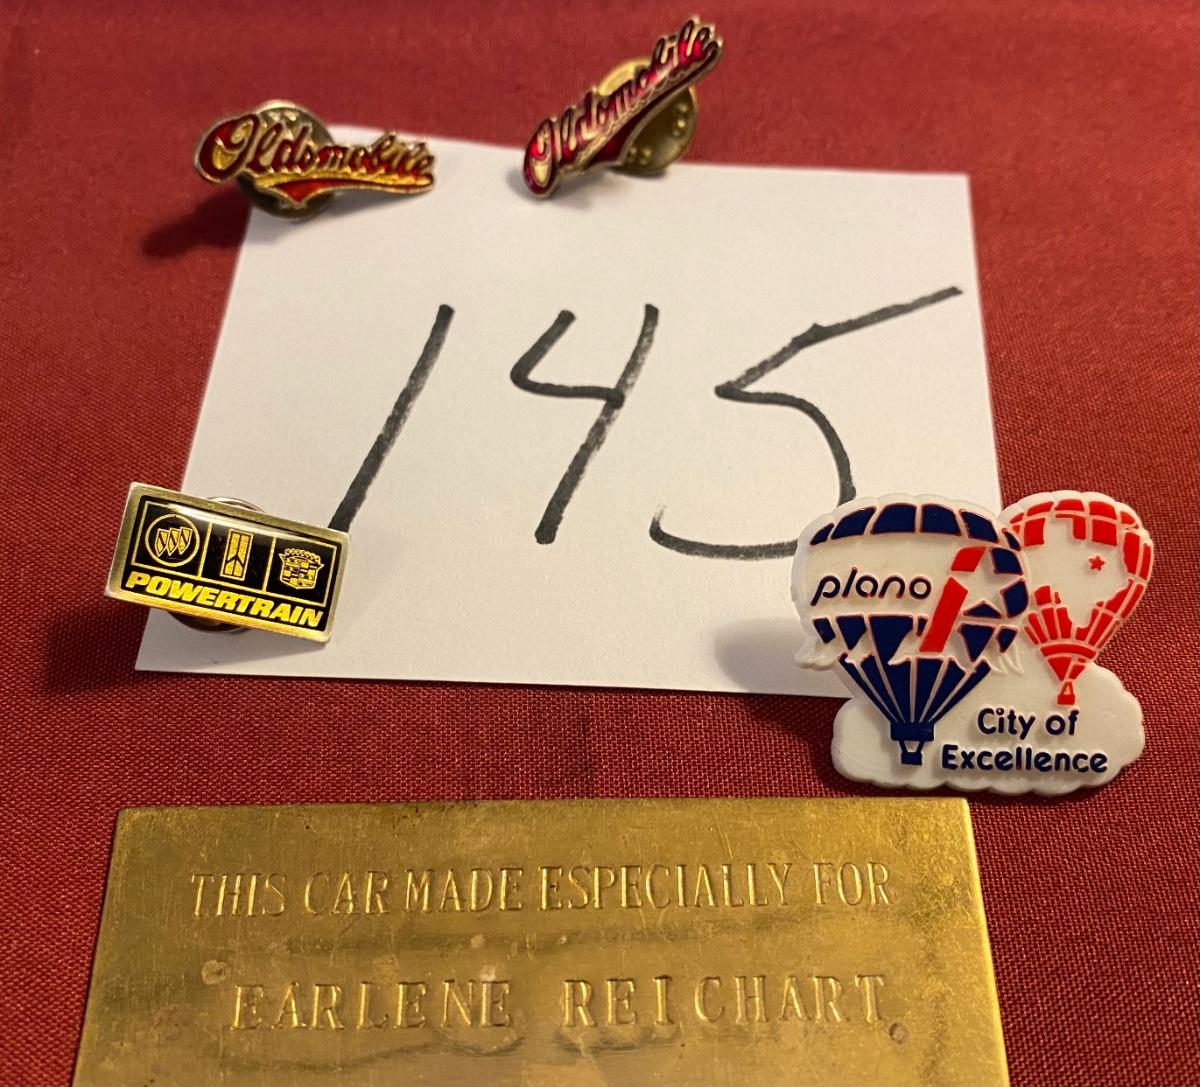 Oldsmobile
Oldsmobile
145
POWERTRAIN
plano
City of
Excellence
THIS CAR MADE ESPECIALLY FOR
EARLENE REICHART